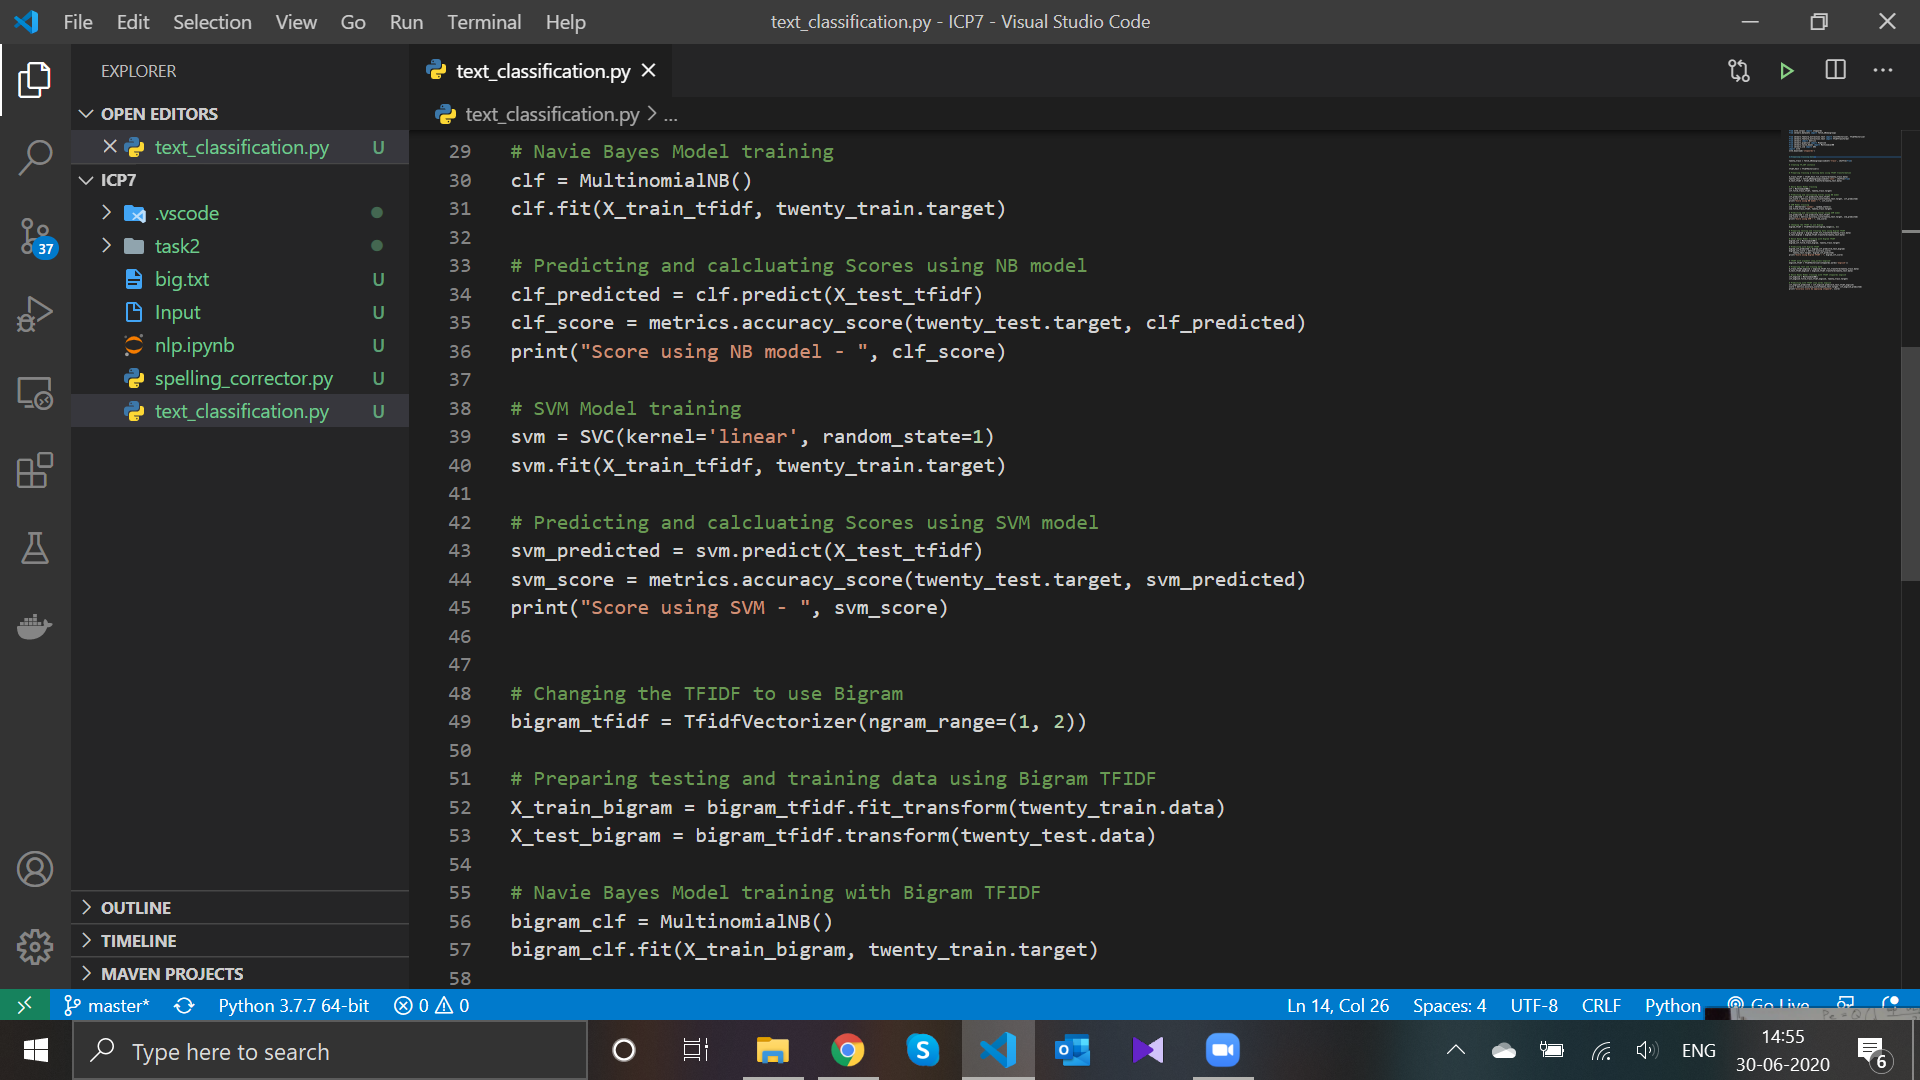 File Edit Selection View Go Run Terminal Help text_classification.py - ICP7 - Visual Studio Code
EXPLORER
OPEN EDITORS
text_classification.py U
ICP7
.vscode
task2
big.txt U
Input U
nlp.ipynb U
spelling_corrector.py U
text_classification.py U
OUTLINE
TIMELINE
MAVEN PROJECTS
37
text_classification.py
text_classification.py > ...
29 # Navie Bayes Model training
30 clf = MultinomialNB()
31 clf.fit(X_train_tfidf, twenty_train.target)
32
33 # Predicting and calcluating Scores using NB model
34 clf_predicted = clf.predict(X_test_tfidf)
35 clf_score = metrics.accuracy_score(twenty_test.target, clf_predicted)
36 print("Score using NB model - ", clf_score)
37
38 # SVM Model training
39 svm = SVC(kernel='linear', random_state=1)
40 svm.fit(X_train_tfidf, twenty_train.target)
41
42 # Predicting and calcluating Scores using SVM model
43 svm_predicted = svm.predict(X_test_tfidf)
44 svm_score = metrics.accuracy_score(twenty_test.target, svm_predicted)
45 print("Score using SVM - ", svm_score)
46
47
48 # Changing the TFIDF to use Bigram
49 bigram_tfidf = TfidfVectorizer(ngram_range=(1, 2))
50
51 # Preparing testing and training data using Bigram TFIDF
52 X_train_bigram = bigram_tfidf.fit_transform(twenty_train.data)
53 X_test_bigram = bigram_tfidf.transform(twenty_test.data)
54
55 # Navie Bayes Model training with Bigram TFIDF
56 bigram_clf = MultinomialNB()
57 bigram_clf.fit(X_train_bigram, twenty_train.target)
58
master* Python 3.7.7 64-bit 0 0 Ln 14, Col 26 Spaces: 4 UTF-8 CRLF Python Go Live
Type here to search
ENG
14:55
30-06-2020
6